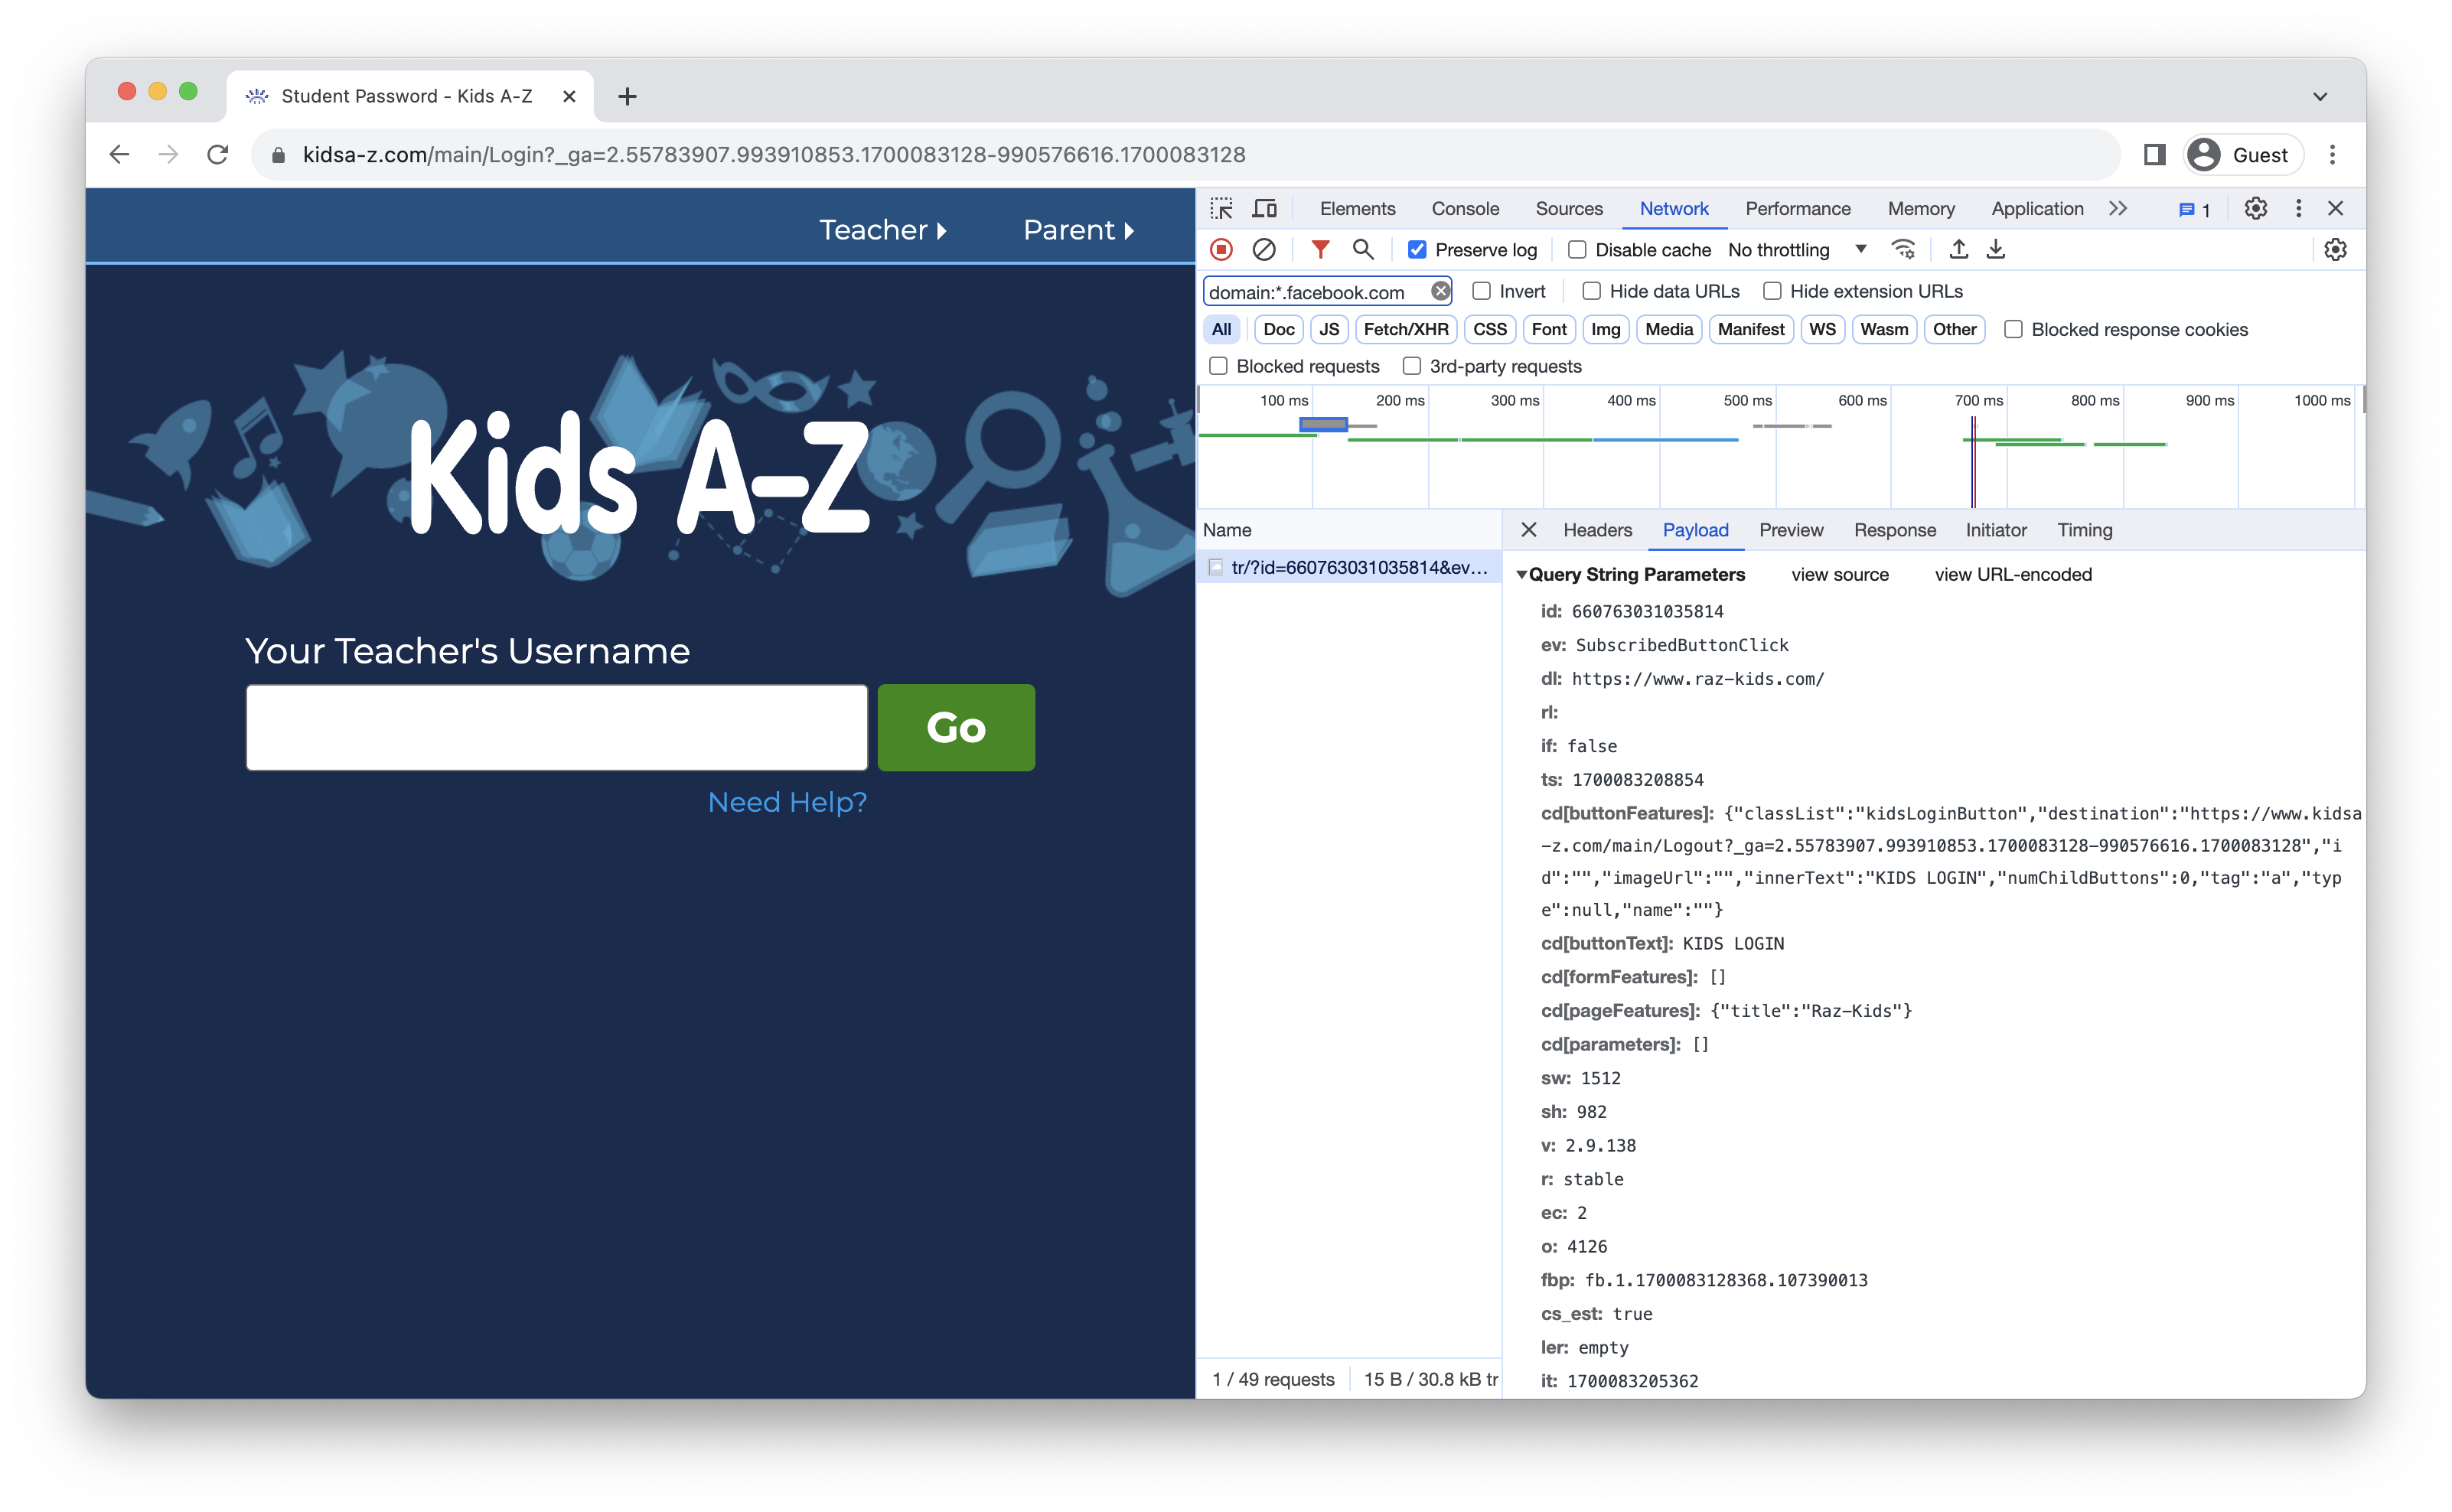 Student Password - Kids A-Z
kidsa-z.com/main/Login?_ga=2.55783907.993910853.1700083128-990576616.1700083128
Guest
Teacher
Parent
Kids A-Z
Your Teacher's Username
Go
Need Help?
Elements Console Sources Network Performance Memory Application 1
Preserve log Disable cache No throttling
domain:*.facebook.com Invert Hide data URLs Hide extension URLs
All Doc JS Fetch/XHR CSS Font Img Media Manifest WS Wasm Other Blocked response cookies
Blocked requests 3rd-party requests
100 ms 200 ms 300 ms 400 ms 500 ms 600 ms 700 ms 800 ms 900 ms 1000 ms
Name
tr/?id=660763031035814&ev…
1 / 49 requests 15 B / 30.8 kB tr
Headers Payload Preview Response Initiator Timing
Query String Parameters view source view URL-encoded
id: 660763031035814
ev: SubscribedButtonClick
dl: https://www.raz-kids.com/
rl:
if: false
ts: 1700083208854
cd[buttonFeatures]: {"classList":"kidsLoginButton","destination":"https://www.kidsa
-z.com/main/Logout?_ga=2.55783907.993910853.1700083128-990576616.1700083128","i
d":"","imageUrl":"","innerText":"KIDS LOGIN","numChildButtons":0,"tag":"a","typ
e":null,"name":""}
cd[buttonText]: KIDS LOGIN
cd[formFeatures]: []
cd[pageFeatures]: {"title":"Raz-Kids"}
cd[parameters]: []
sw: 1512
sh: 982
v: 2.9.138
r: stable
ec: 2
o: 4126
fbp: fb.1.1700083128368.107390013
cs_est: true
ler: empty
it: 1700083205362